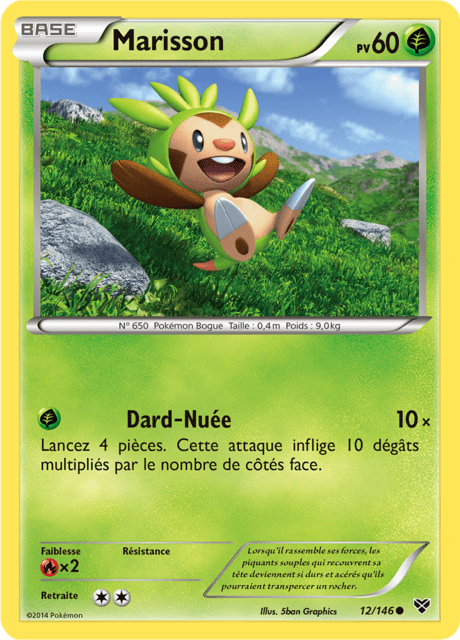 BASE
Marisson
PV60
N° 650 Pokémon Bogue Taille : 0,4m Poids : 9,0kg
Dard-Nuée 10×
Lancez 4 pièces. Cette attaque inflige 10 dégâts
multipliés par le nombre de côtés face.
Faiblesse
Résistance
×2
Retraite
Lorsqu'il rassemble ses forces, les
piquants souples qui recouvrent sa
tête deviennent si durs et acérés qu'ils
pourraient transpercer un rocher.
©2014 Pokémon
Illus. 5ban Graphics
12/146
XY